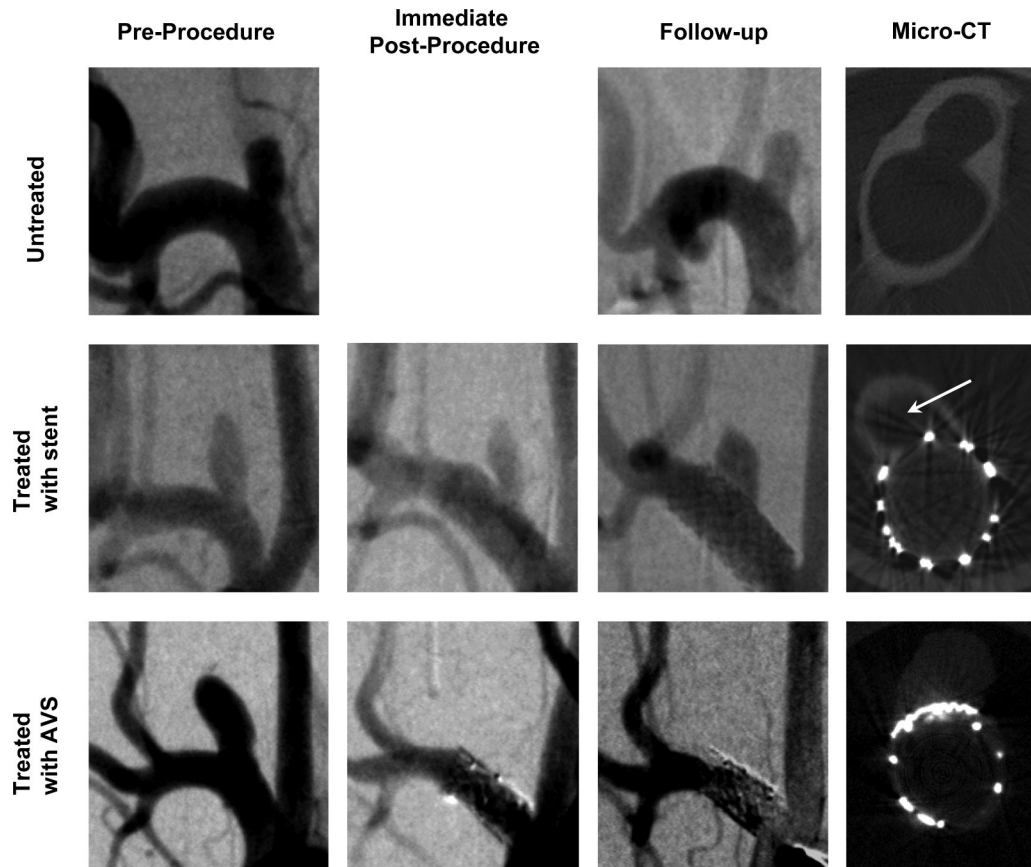 Pre-Procedure
Immediate
Post-Procedure
Follow-up
Micro-CT
Untreated
Treated
with stent
Treated
with AVS